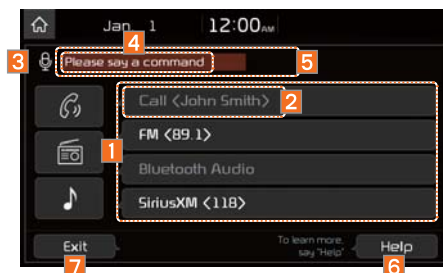 Jan 1 12:00AM
4
3 Please say a command 5
Call <John Smith> 2
FM <89.1>
1
Bluetooth Audio
SiriusXM <118>
Exit To learn more, say "Help" Help
7 6